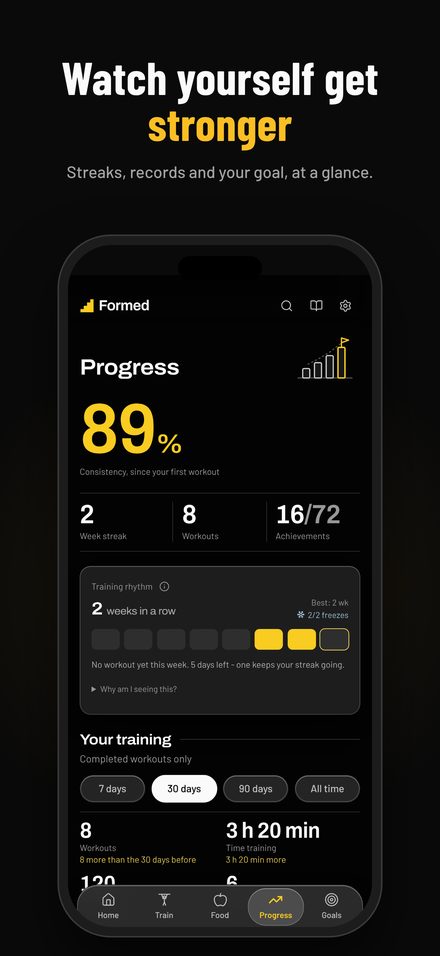 Watch yourself get
stronger
Streaks, records and your goal, at a glance.
Formed
Progress
89%
Consistency, since your first workout
2
Week streak
8
Workouts
16/72
Achievements
Training rhythm
2 weeks in a row
Best: 2 wk
2/2 freezes
No workout yet this week. 5 days left - one keeps your streak going.
Why am I seeing this?
Your training
Completed workouts only
7 days
30 days
90 days
All time
8
Workouts
8 more than the 30 days before
3 h 20 min
Time training
3 h 20 min more
120
6
Home
Train
Food
Progress
Goals